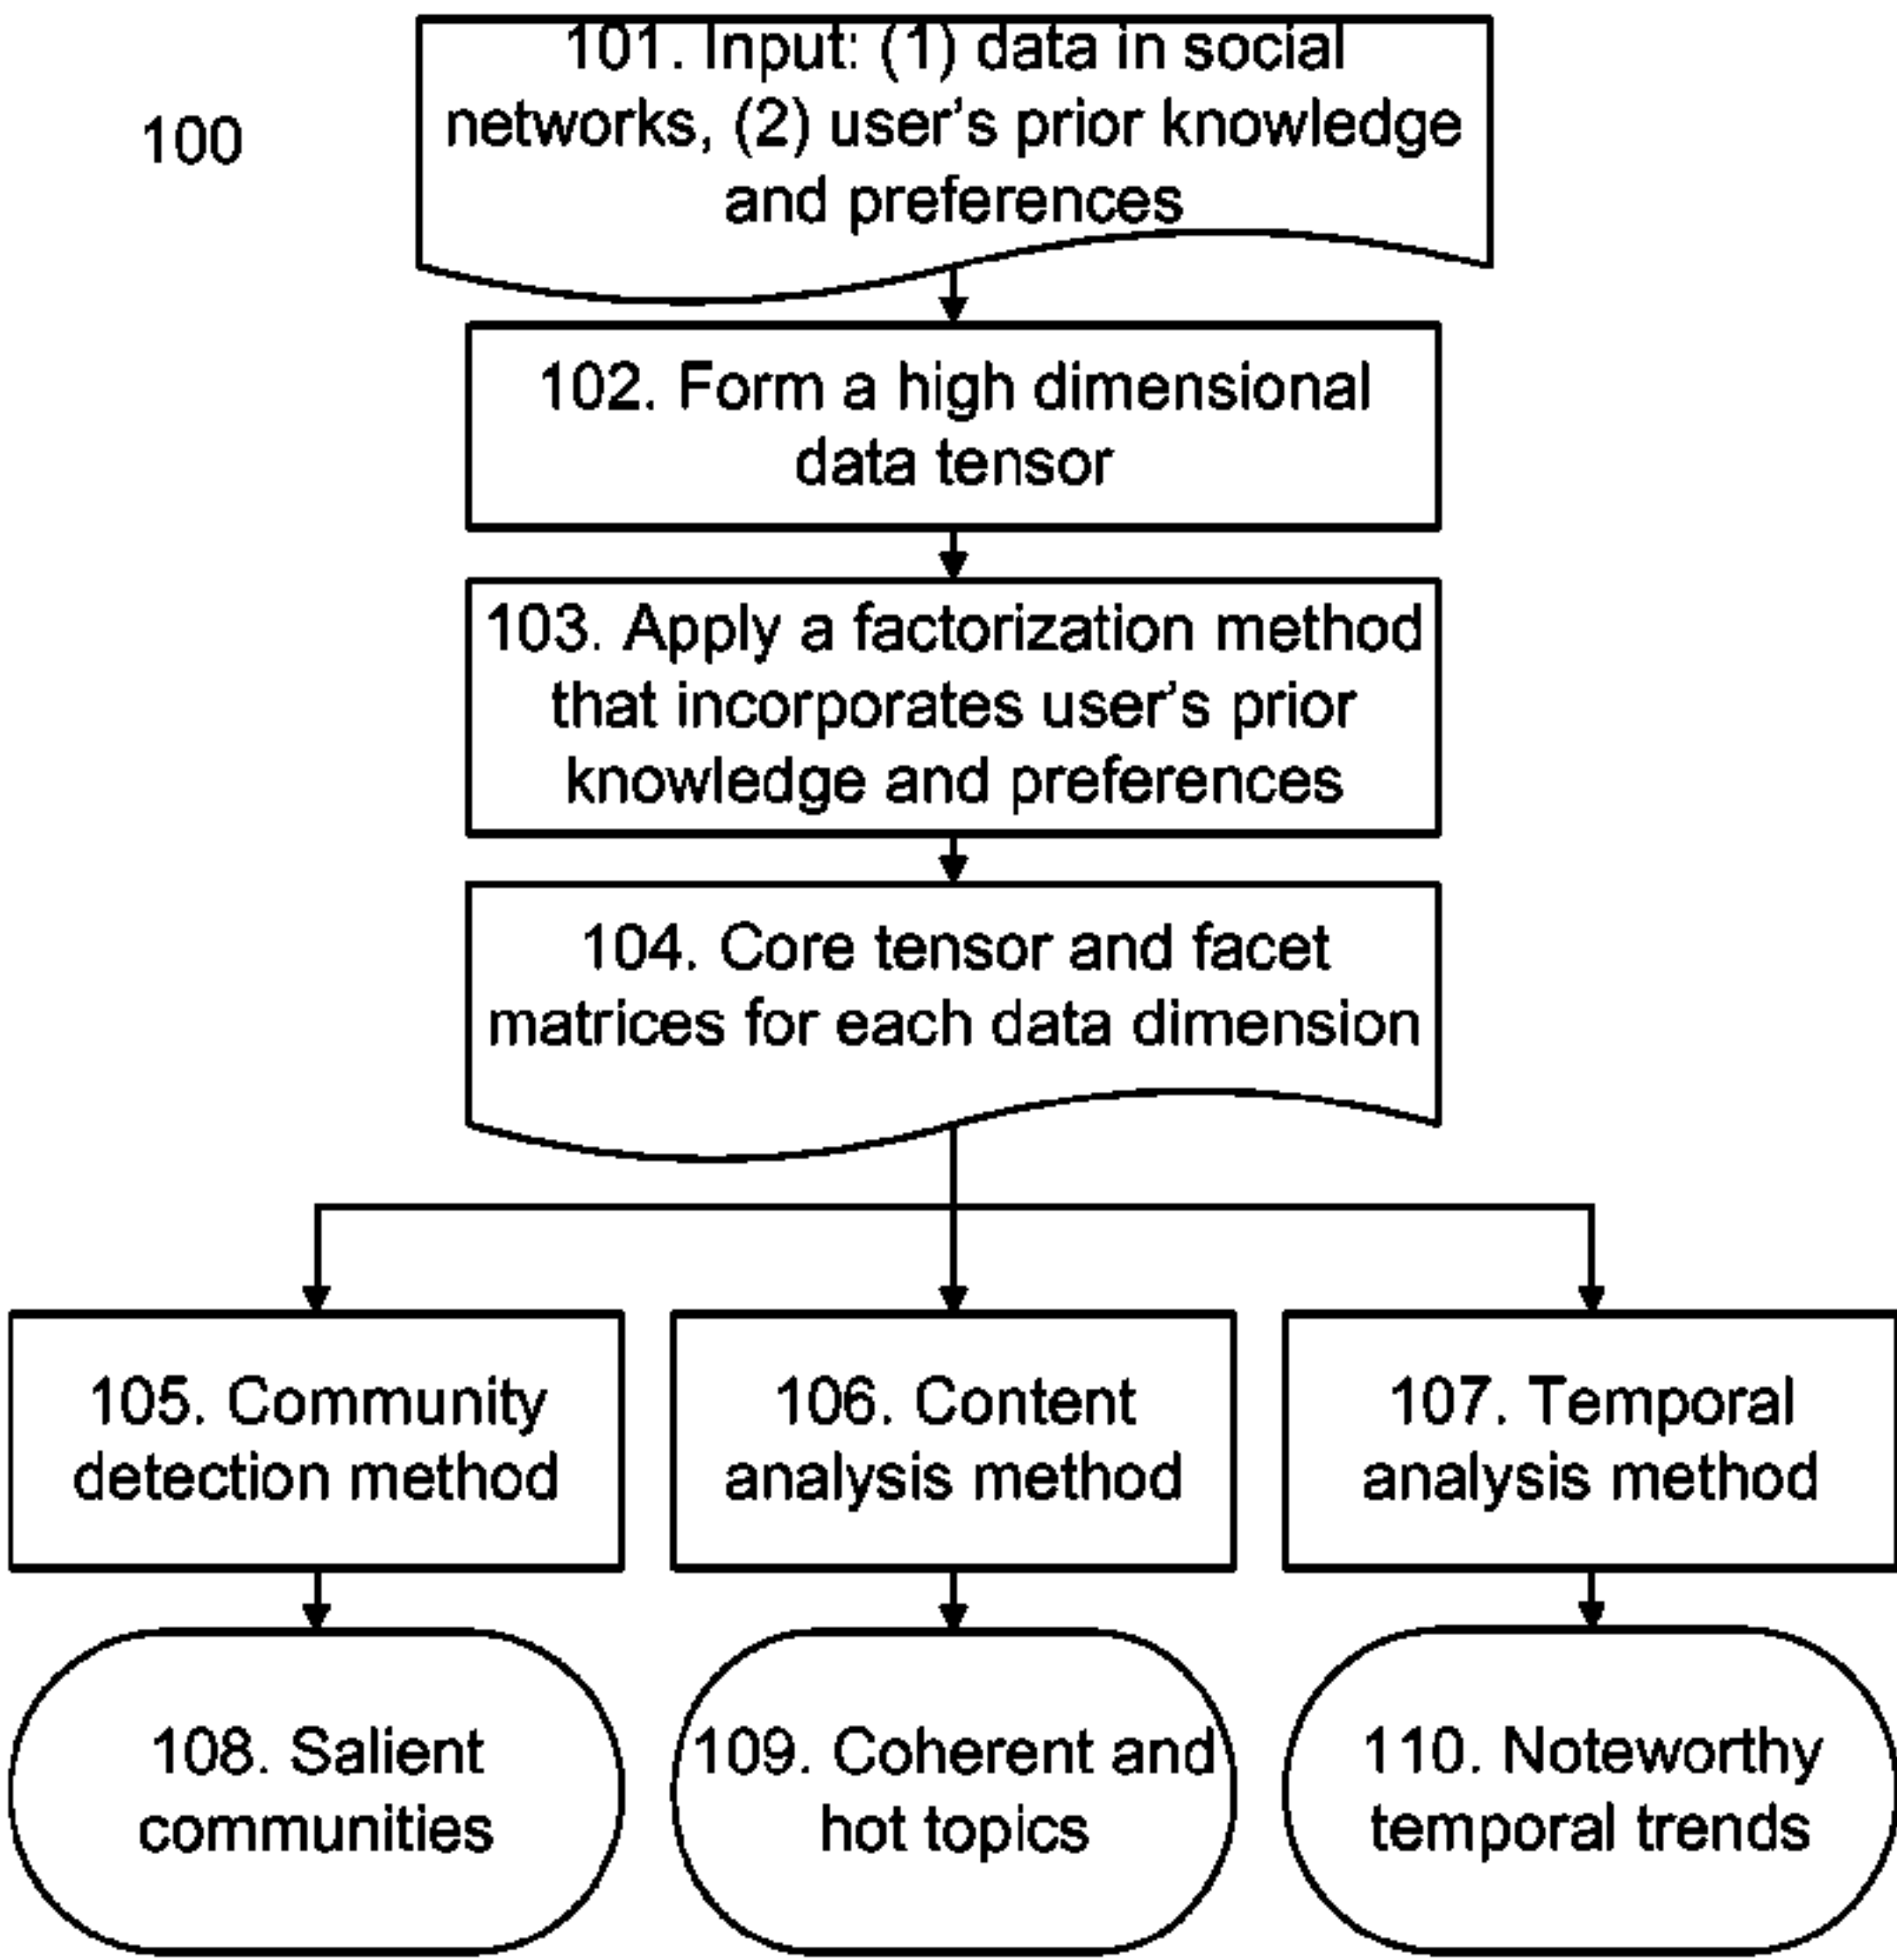 100
101. Input: (1) data in social
networks, (2) user's prior knowledge
and preferences
102. Form a high dimensional
data tensor
103. Apply a factorization method
that incorporates user's prior
knowledge and preferences
104. Core tensor and facet
matrices for each data dimension
105. Community
detection method
106. Content
analysis method
107. Temporal
analysis method
108. Salient
communities
109. Coherent and
hot topics
110. Noteworthy
temporal trends